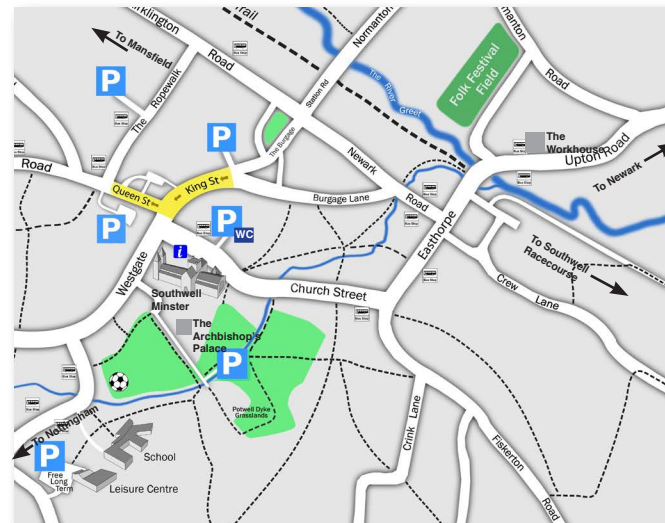 irklington
Road
To Mansfield
P
The Ropewalk
P
Trail
Normanton
Station Rd
The Burgage
The River Greet
Folk Festival
Field
rmanton
Road
The
Workhouse
Upton Road
To Newark
Road
Queen St
King St
P
P
WC
i
Burgage Lane
Newark
Road
Easthorpe
To Southwell
Racecourse
Crew Lane
Westgate
Southwell
Minster
Church Street
The
Archbishop's
Palace
P
Potwell Dyke
Grasslands
Crink Lane
Fiskerton
Road
To Nottingham
P
Free
Long
Term
School
Leisure Centre